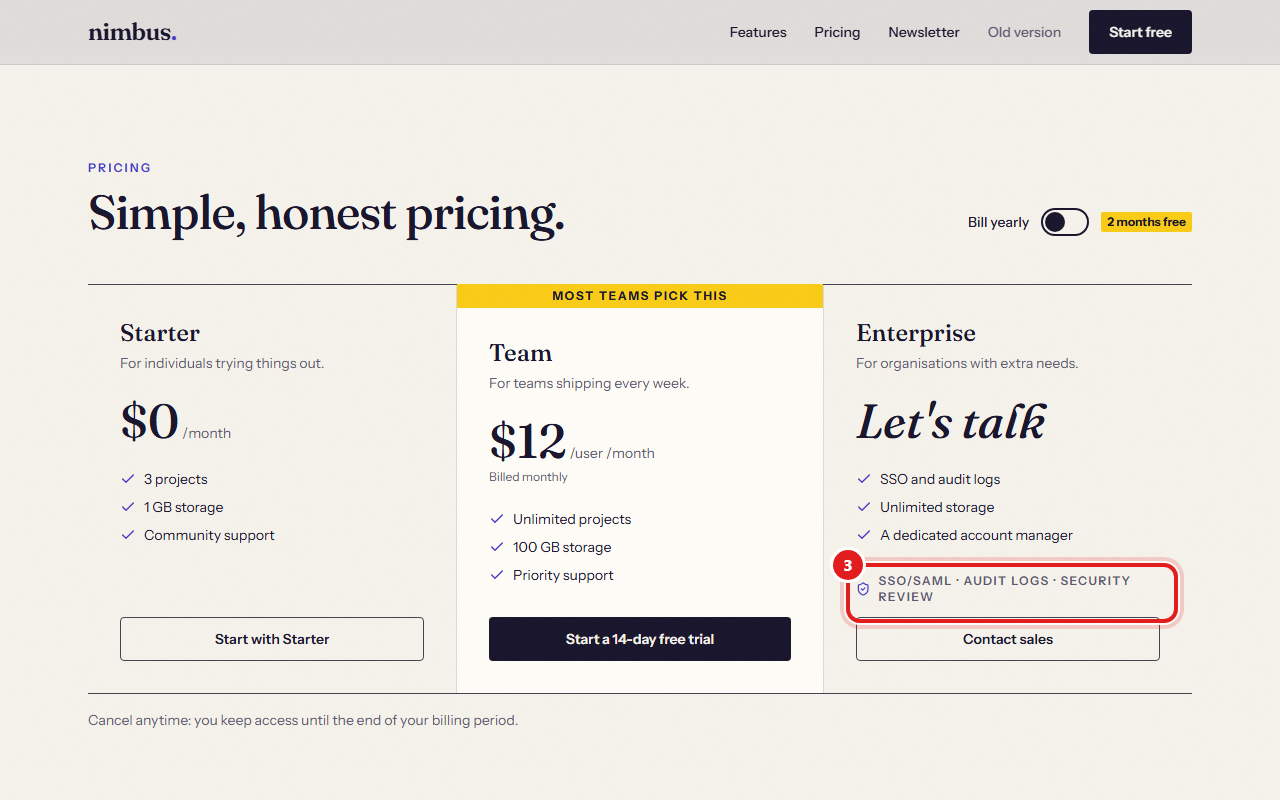 nimbus.
Features
Pricing
Newsletter
Old version
Start free
PRICING
Simple, honest pricing.
Bill yearly
2 months free
Starter
For individuals trying things out.
$0 /month
3 projects
1 GB storage
Community support
Start with Starter
MOST TEAMS PICK THIS
Team
For teams shipping every week.
$12 /user /month
Billed monthly
Unlimited projects
100 GB storage
Priority support
Start a 14-day free trial
Enterprise
For organisations with extra needs.
Let's talk
SSO and audit logs
Unlimited storage
A dedicated account manager
3
SSO/SAML · AUDIT LOGS · SECURITY
REVIEW
Contact sales
Cancel anytime: you keep access until the end of your billing period.